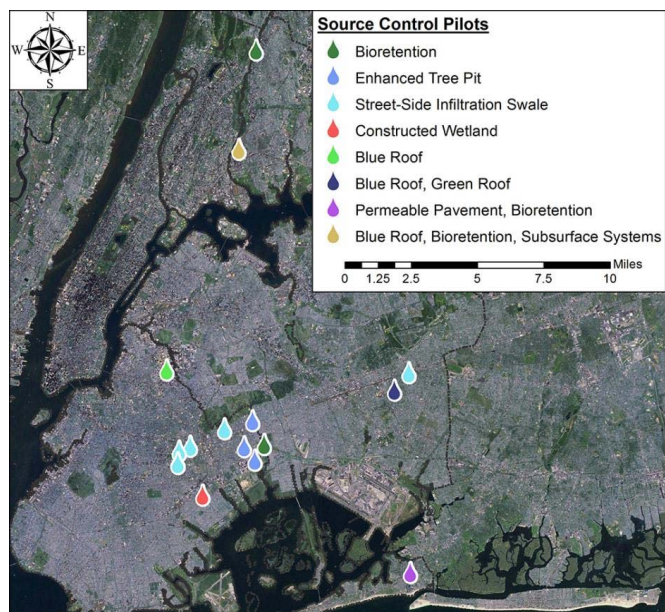 N
W E
S
Source Control Pilots
Bioretention
Enhanced Tree Pit
Street-Side Infiltration Swale
Constructed Wetland
Blue Roof
Blue Roof, Green Roof
Permeable Pavement, Bioretention
Blue Roof, Bioretention, Subsurface Systems
Miles
0 1.25 2.5 5 7.5 10